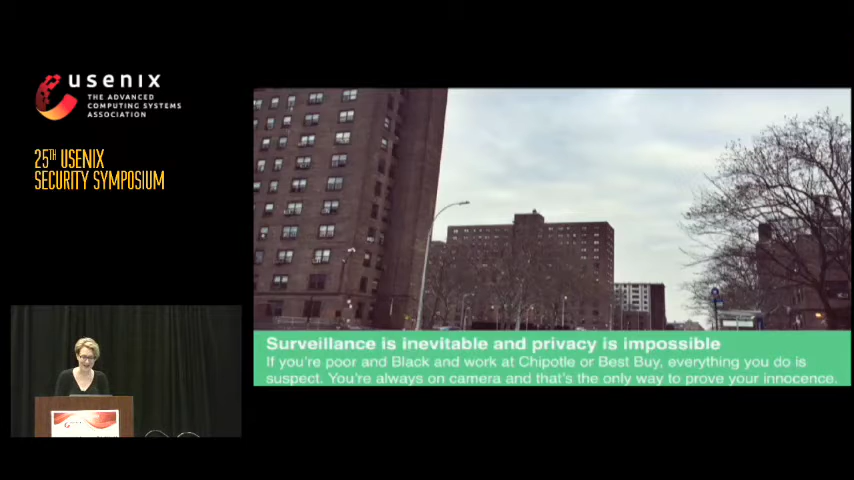 usenix
THE ADVANCED
COMPUTING SYSTEMS
ASSOCIATION
25TH USENIX
SECURITY SYMPOSIUM
Surveillance is inevitable and privacy is impossible
If you're poor and Black and work at Chipotle or Best Buy, everything you do is
suspect. You're always on camera and that's the only way to prove your innocence.